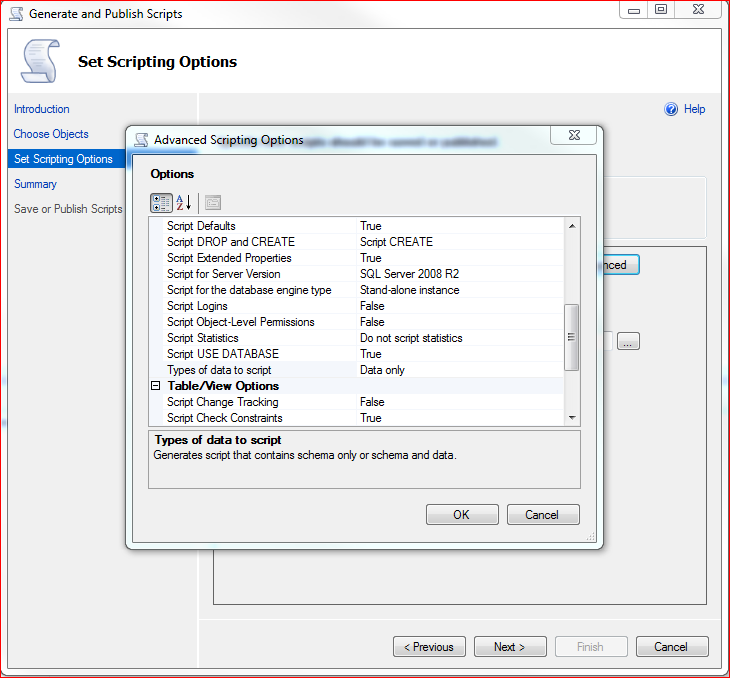 Generate and Publish Scripts
Set Scripting Options
Introduction
Choose Objects
Set Scripting Options
Summary
Save or Publish Scripts
Help
Advanced Scripting Options
Options
Script Defaults True
Script DROP and CREATE Script CREATE
Script Extended Properties True
Script for Server Version SQL Server 2008 R2
Script for the database engine type Stand-alone instance
Script Logins False
Script Object-Level Permissions False
Script Statistics Do not script statistics
Script USE DATABASE True
Types of data to script Data only
Table/View Options
Script Change Tracking False
Script Check Constraints True
Types of data to script
Generates script that contains schema only or schema and data.
OK Cancel
nced
...
< Previous Next > Finish Cancel